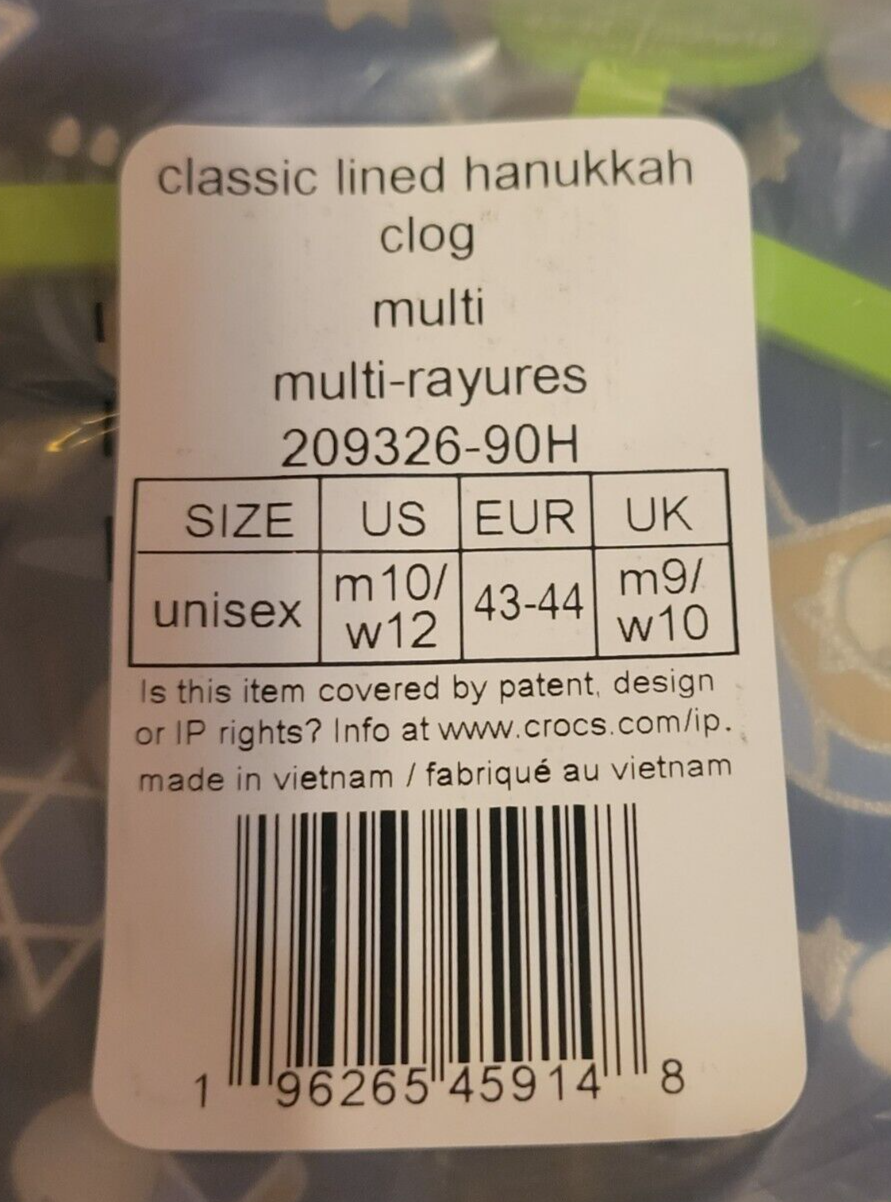 classic lined hanukkah
clog
multi
multi-rayures
209326-90H
SIZE US EUR UK
unisex m10/ w12 43-44 m9/ w10
Is this item covered by patent, design
or IP rights? Info at www.crocs.com/ip.
made in vietnam / fabriqué au vietnam
1 96265 45914 8